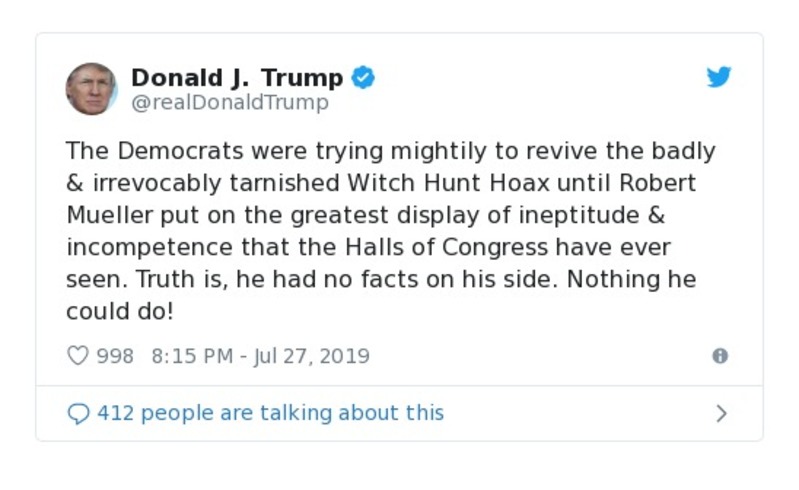 Donald J. Trump
@realDonaldTrump
The Democrats were trying mightily to revive the badly
& irrevocably tarnished Witch Hunt Hoax until Robert
Mueller put on the greatest display of ineptitude &
incompetence that the Halls of Congress have ever
seen. Truth is, he had no facts on his side. Nothing he
could do!
998 8:15 PM - Jul 27, 2019
412 people are talking about this